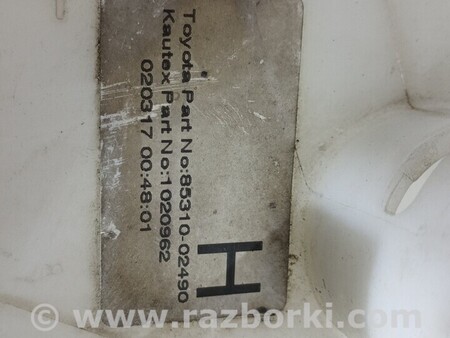 Toyota Part No:85310-02490
Kautex Part No:1020962
020317 00:48:01
H
www.razborki.com